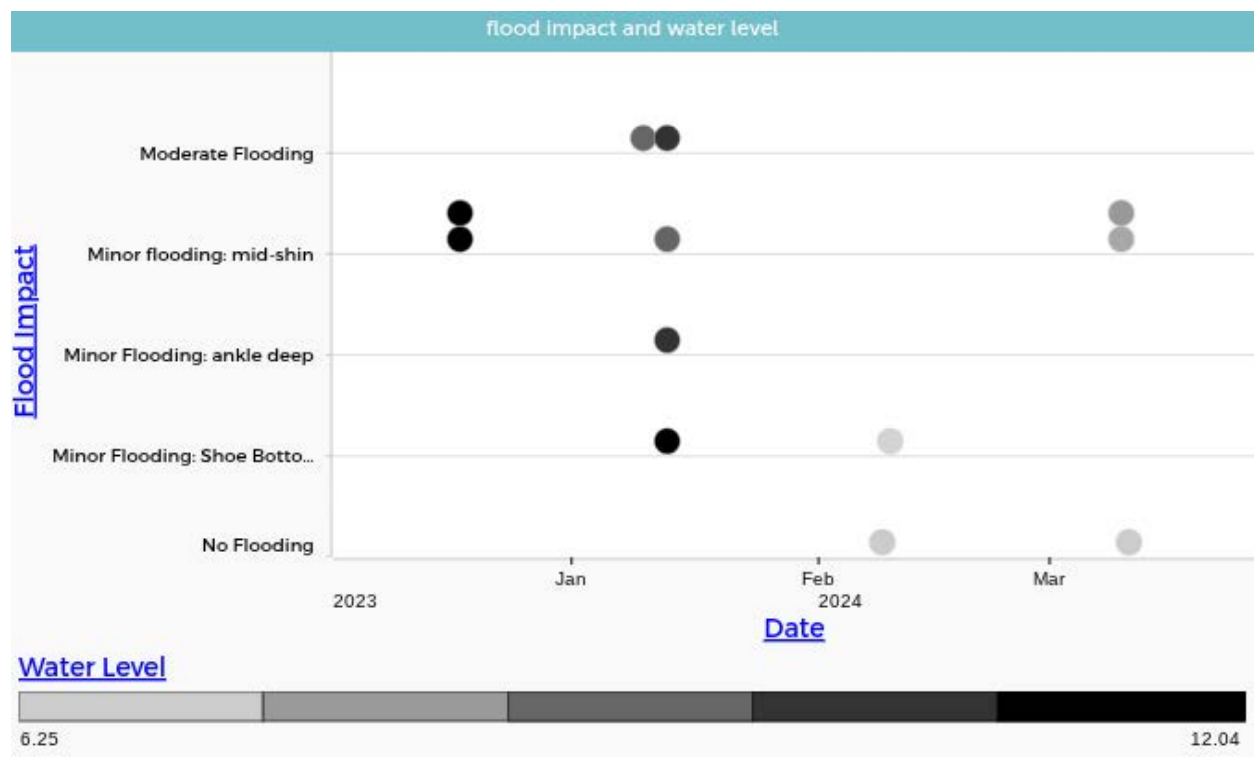 flood impact and water level
Flood Impact
Moderate Flooding
Minor flooding: mid-shin
Minor Flooding: ankle deep
Minor Flooding: Shoe Botto...
No Flooding
Jan Feb Mar
2023 2024
Date
Water Level
6.25 12.04